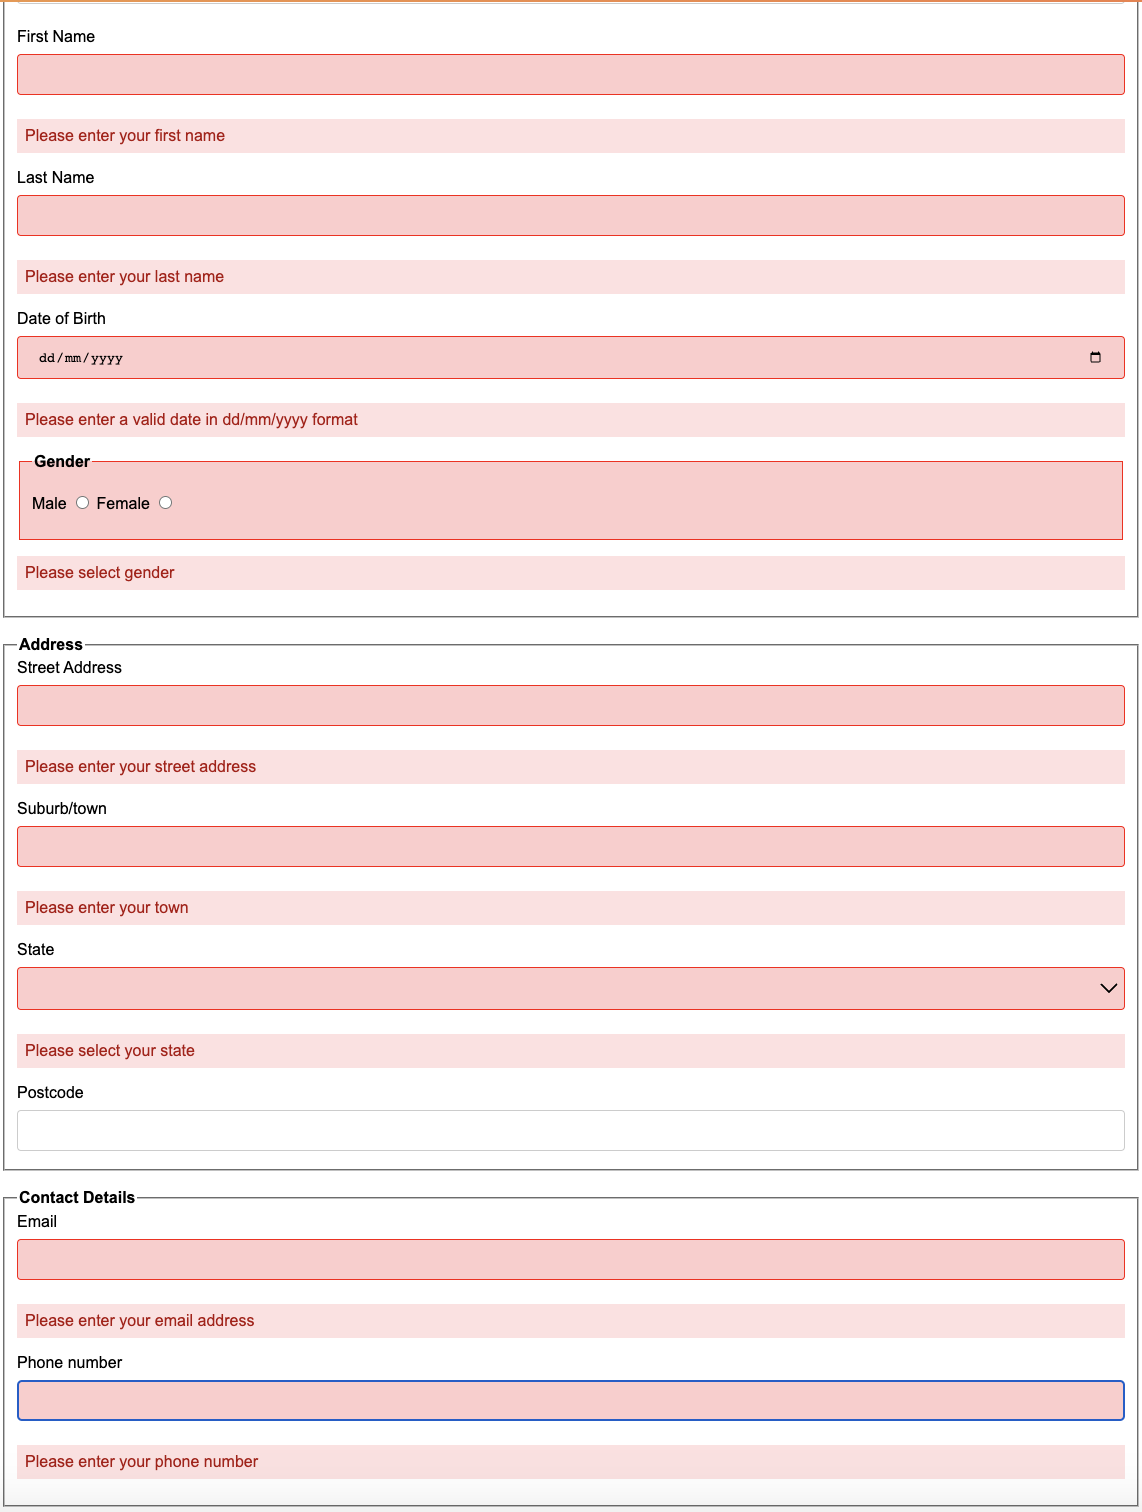 First Name
Please enter your first name
Last Name
Please enter your last name
Date of Birth
dd/mm/yyyy
Please enter a valid date in dd/mm/yyyy format
Gender
Male Female
Please select gender
Address
Street Address
Please enter your street address
Suburb/town
Please enter your town
State
Please select your state
Postcode
Contact Details
Email
Please enter your email address
Phone number
Please enter your phone number